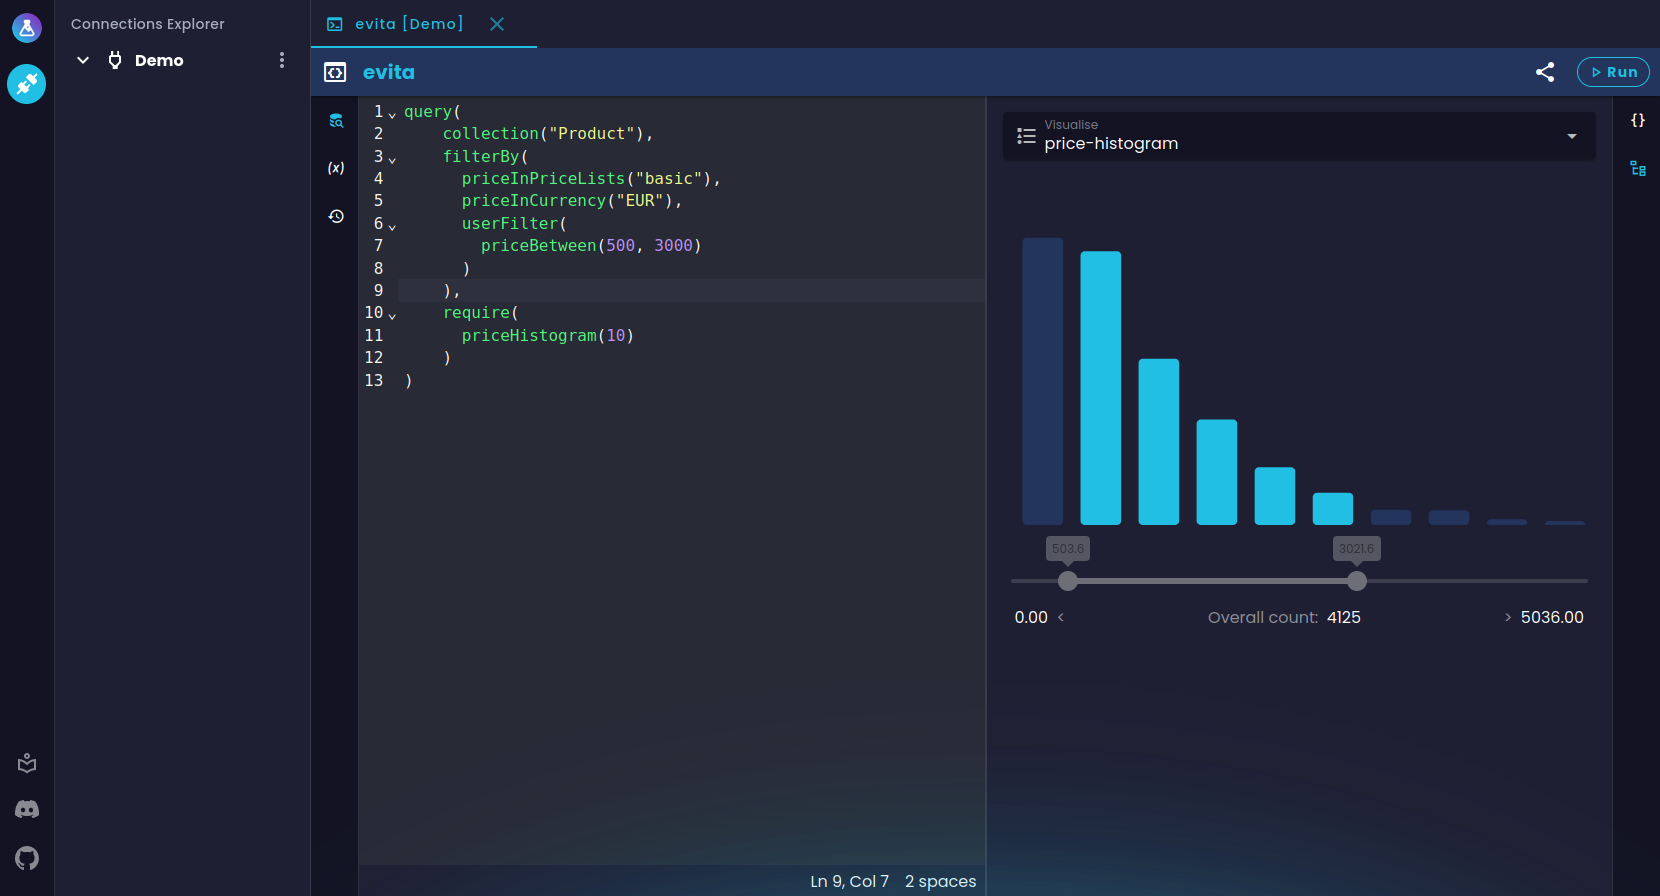 Connections Explorer
Demo
evita [Demo]
evita
Run
1 query(
2     collection("Product"),
3     filterBy(
4       priceInPriceLists("basic"),
5       priceInCurrency("EUR"),
6       userFilter(
7         priceBetween(500, 3000)
8       )
9     ),
10     require(
11       priceHistogram(10)
12     )
13 )
Ln 9, Col 7 2 spaces
Visualise
price-histogram
503.6 3021.6
0.00 < Overall count: 4125 > 5036.00